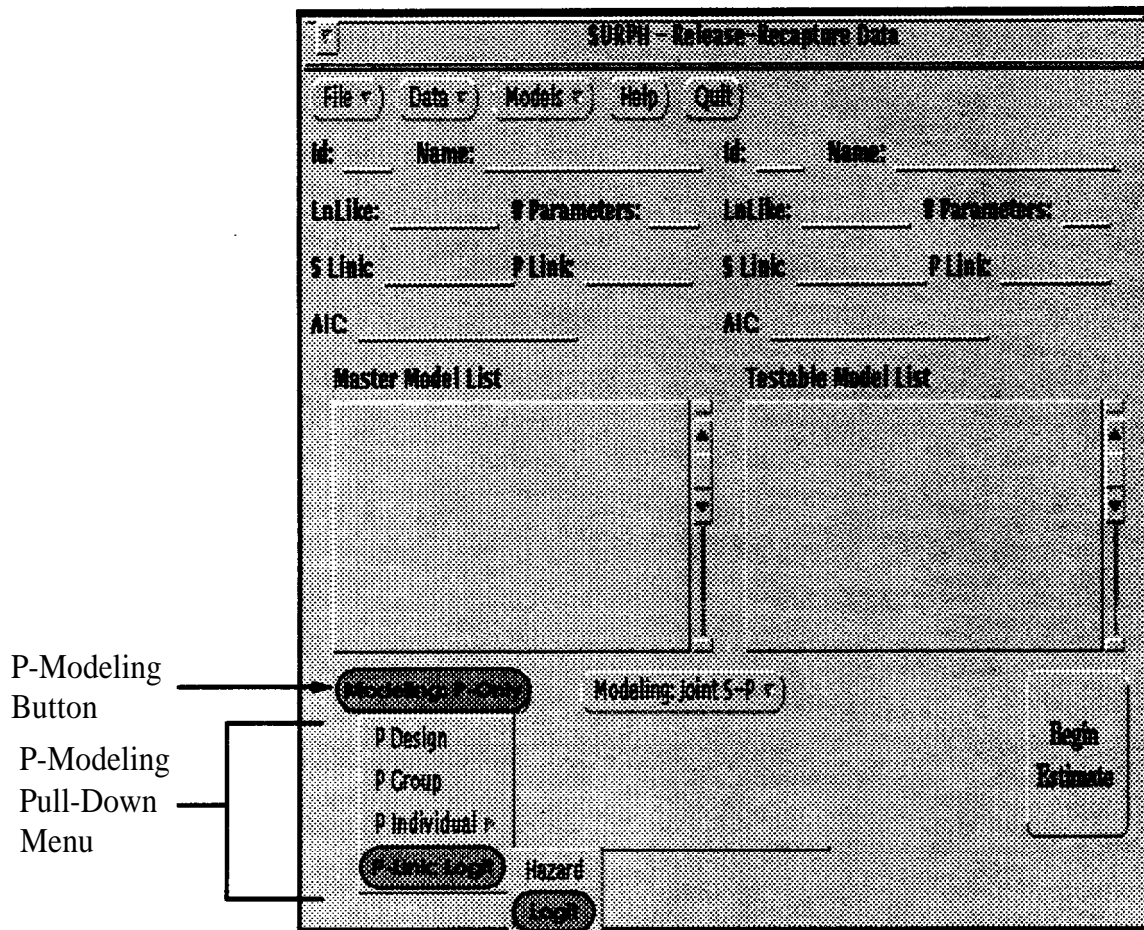 SURPH - Release-Recapture Data
File Data Models Help Quit
Id: Name: Id: Name:
LnLike: # Parameters: LnLike: # Parameters:
S Link: P Link: S Link: P Link:
AIC: AIC:
Master Model List Testable Model List
P-Modeling
Button
Modeling: P-Only Modeling: Joint S-P
P-Modeling
Pull-Down
Menu
P Design
P Group
P Individual
P-Link: Logit Hazard
Logit
Begin
Estimate